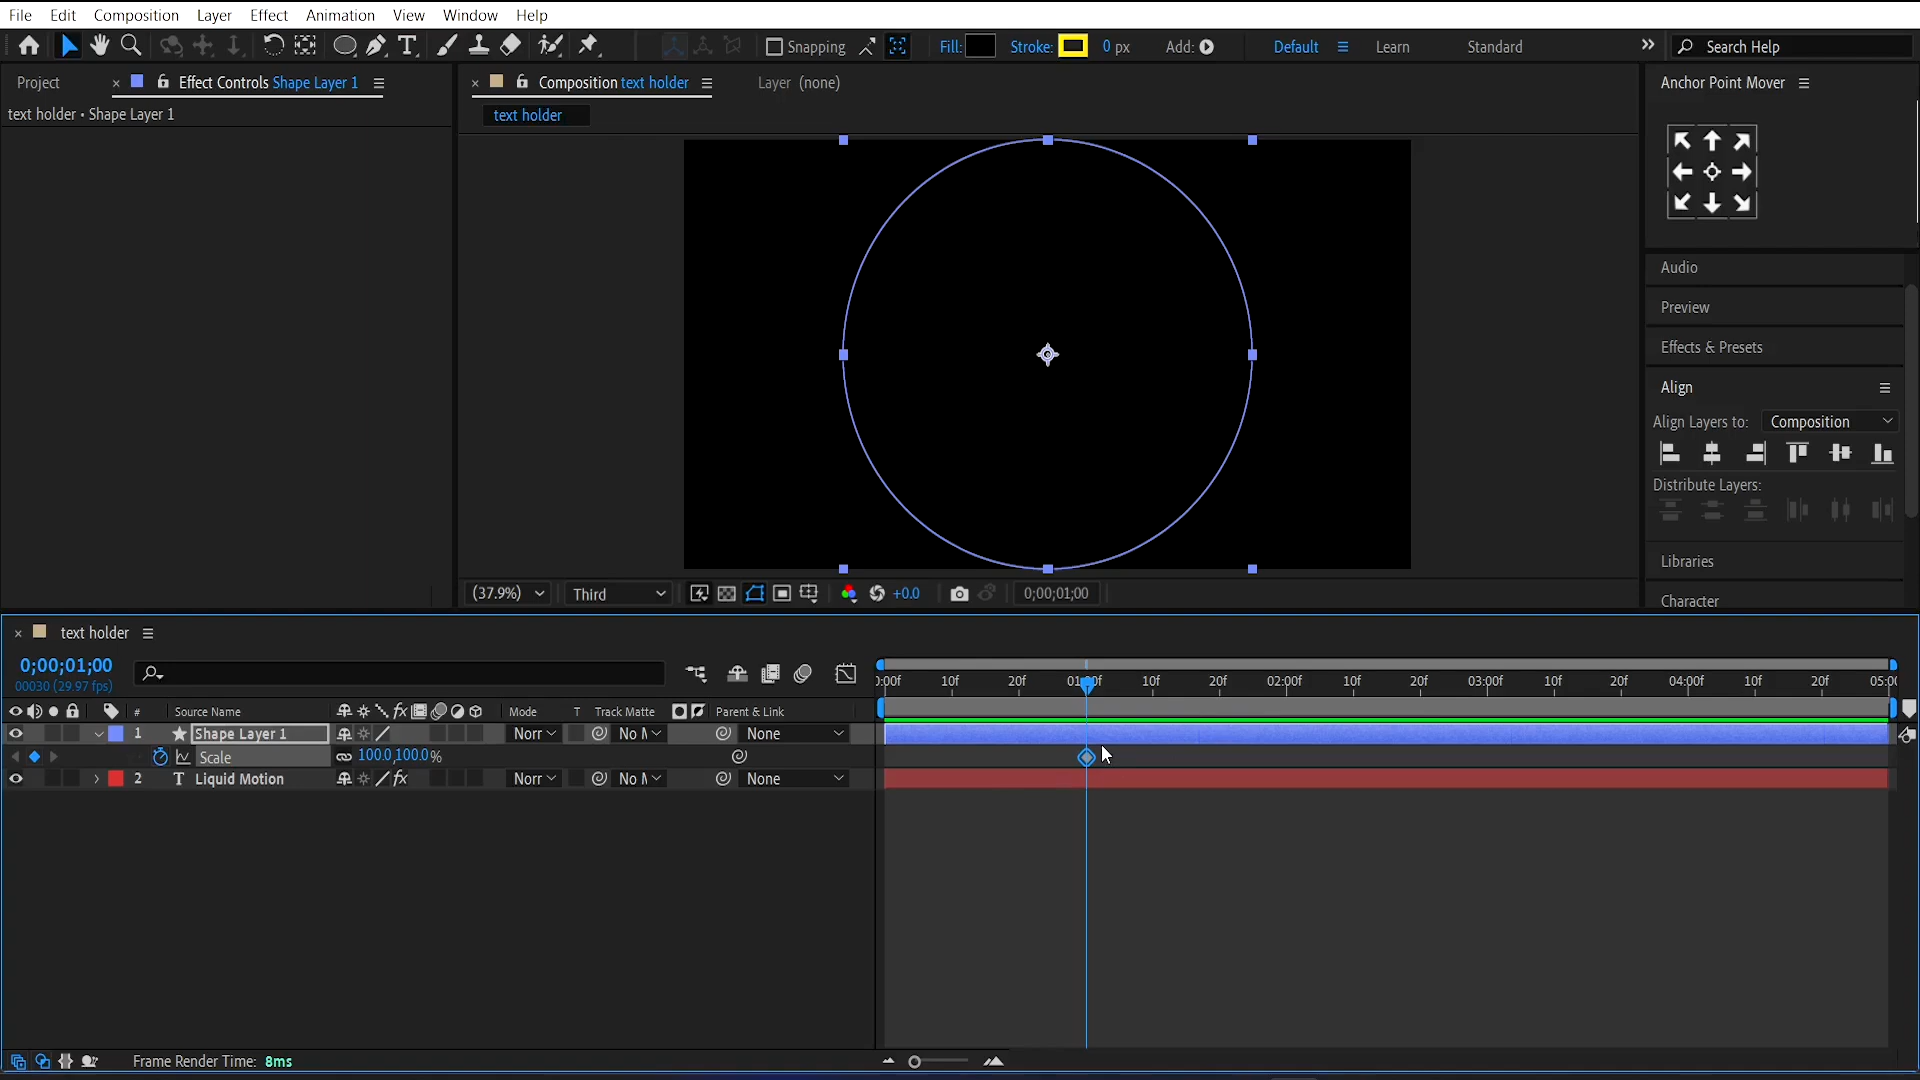 File Edit Composition Layer Effect Animation View Window Help
Snapping Fill: Stroke: 0 px Add: Default Learn Standard Search Help
Project Effect Controls Shape Layer 1 Composition text holder Layer (none) Anchor Point Mover
text holder • Shape Layer 1 text holder
Audio
Preview
Effects & Presets
Align
Align Layers to: Composition
Distribute Layers:
Libraries
Character
(37.9%) Third +0.0 0;00;01;00
text holder
0;00;01;00
00030 (29.97 fps)
0:00f 10f 20f 01:00f 10f 20f 02:00f 10f 20f 03:00f 10f 20f 04:00f 10f 20f 05:00
# Source Name fx Mode T Track Matte Parent & Link
1 Shape Layer 1 Norr No M None
Scale 100.0,100.0%
2 T Liquid Motion fx Norr No M None
Frame Render Time: 8ms